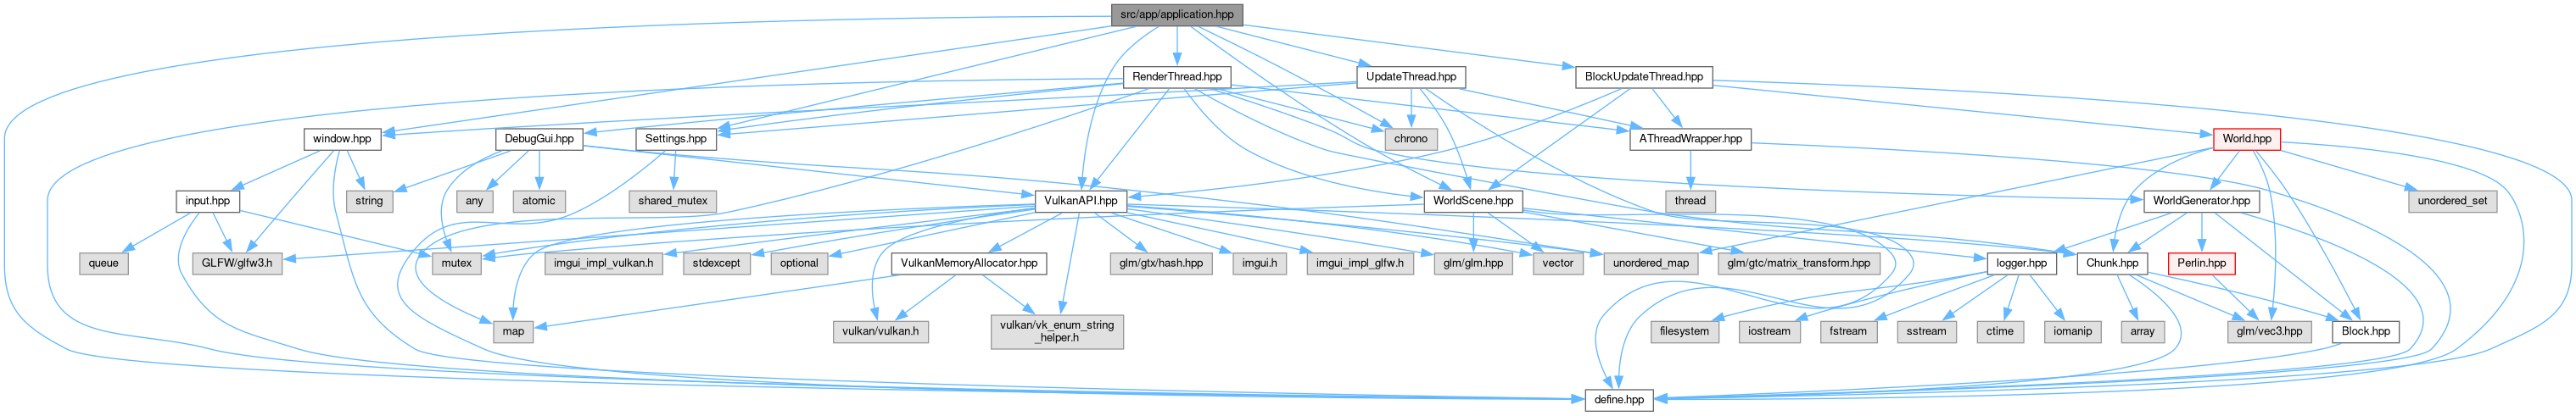 src/app/application.hpp
RenderThread.hpp
UpdateThread.hpp
BlockUpdateThread.hpp
window.hpp
DebugGui.hpp
Settings.hpp
chrono
AThreadWrapper.hpp
World.hpp
input.hpp
string
any
atomic
shared_mutex
VulkanAPI.hpp
WorldScene.hpp
thread
WorldGenerator.hpp
unordered_set
queue
GLFW/glfw3.h
mutex
imgui_impl_vulkan.h
stdexcept
optional
VulkanMemoryAllocator.hpp
glm/gtx/hash.hpp
imgui.h
imgui_impl_glfw.h
glm/glm.hpp
vector
unordered_map
glm/gtc/matrix_transform.hpp
logger.hpp
Chunk.hpp
Perlin.hpp
map
vulkan/vulkan.h
vulkan/vk_enum_string
_helper.h
filesystem
iostream
fstream
sstream
ctime
iomanip
array
glm/vec3.hpp
Block.hpp
define.hpp